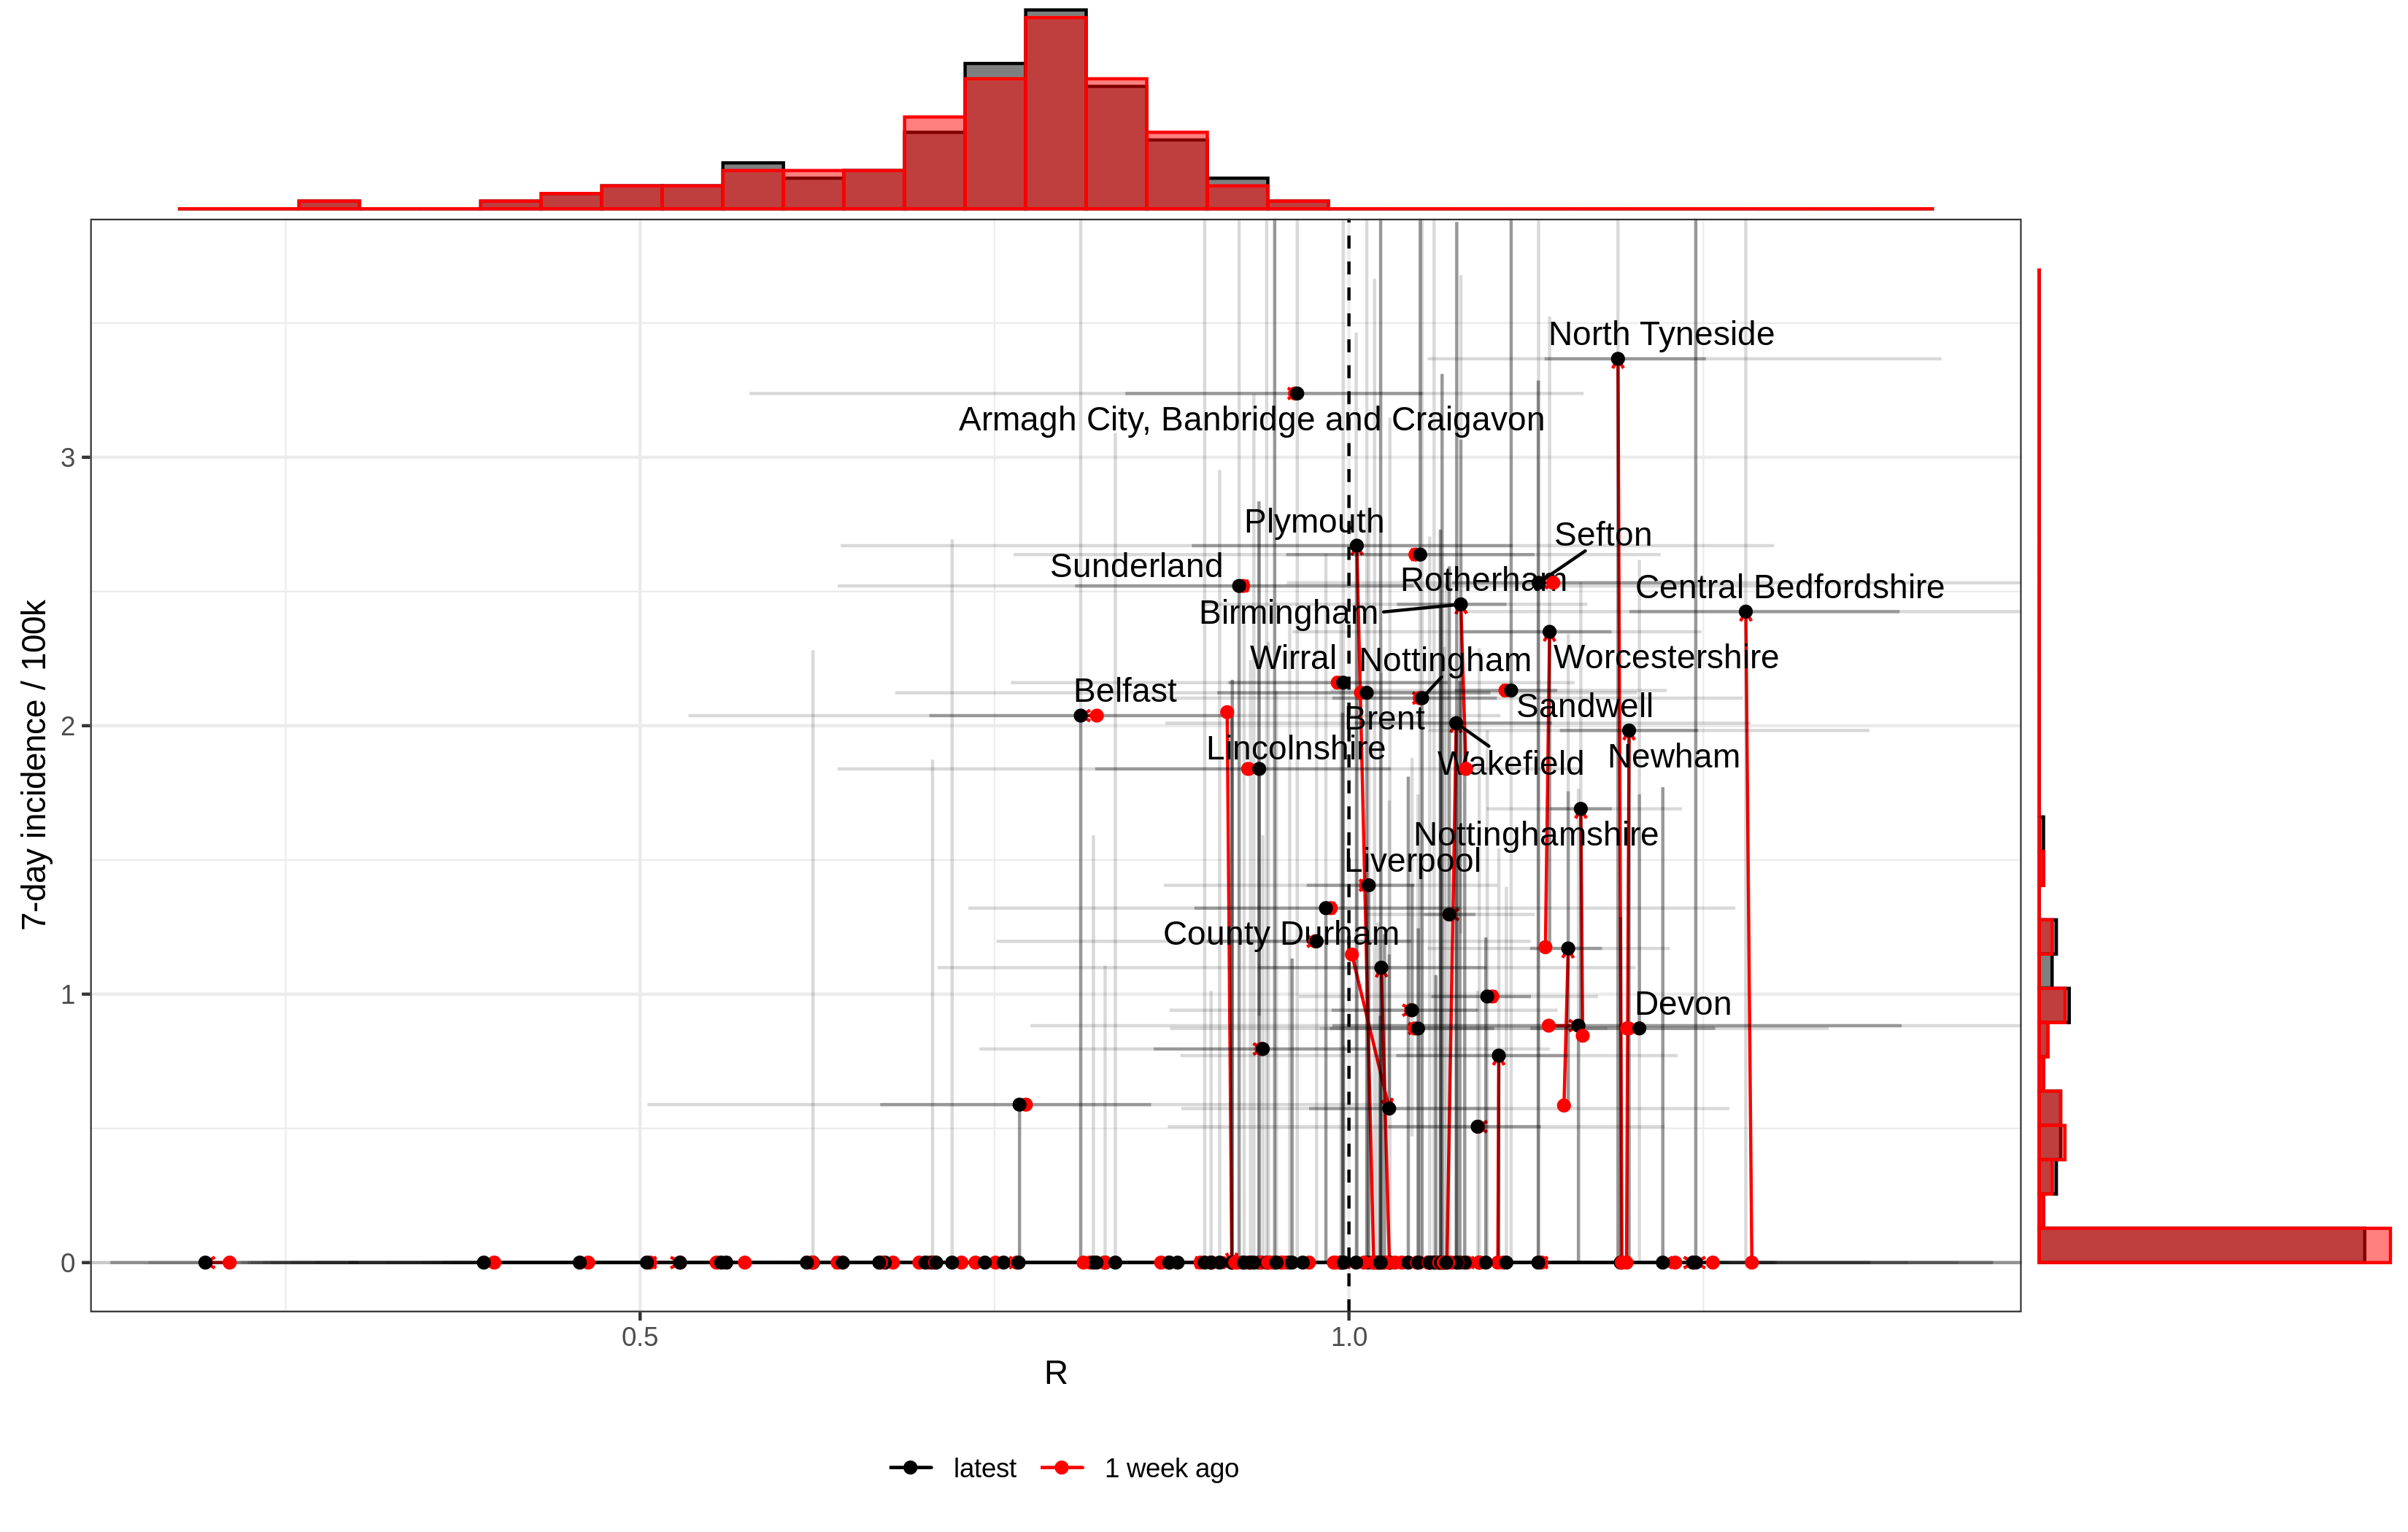 North Tyneside
Armagh City, Banbridge and Craigavon
3
Plymouth
Sefton
Sunderland
Rotherham
Central Bedfordshire
Birmingham
Wirral
Nottingham
Worcestershire
Belfast
Sandwell
2
Brent
Lincolnshire
Wakefield
Newham
7-day incidence / 100k
Nottinghamshire
Liverpool
County Durham
1
Devon
0
0.5
1.0
R
latest
1 week ago